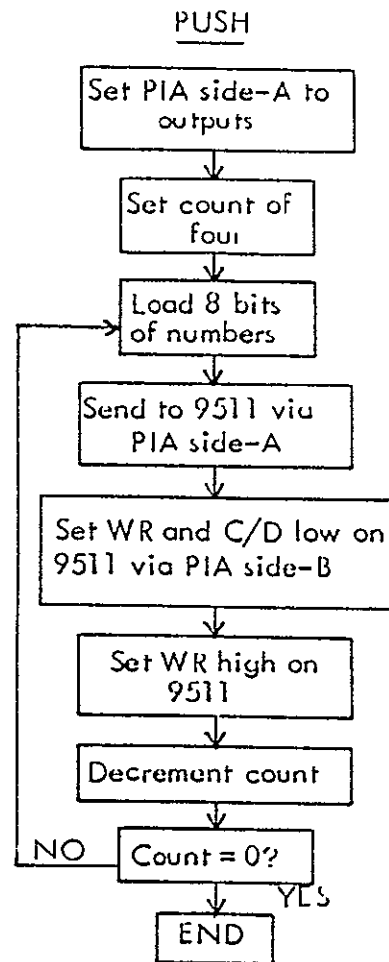 PUSH
Set PIA side-A to
outputs
Set count of
four
Load 8 bits
of numbers
Send to 9511 via
PIA side-A
Set WR and C/D low on
9511 via PIA side-B
Set WR high on
9511
Decrement count
NO
Count = 0?
YES
END